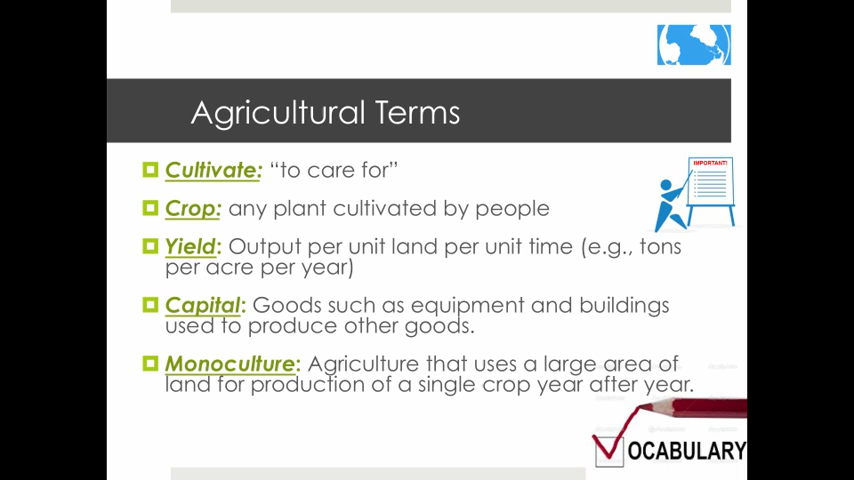 Agricultural Terms
Cultivate: “to care for”
IMPORTANT!
Crop: any plant cultivated by people
Yield: Output per unit land per unit time (e.g., tons
per acre per year)
Capital: Goods such as equipment and buildings
used to produce other goods.
Monoculture: Agriculture that uses a large area of
land for production of a single crop year after year.
VOCABULARY